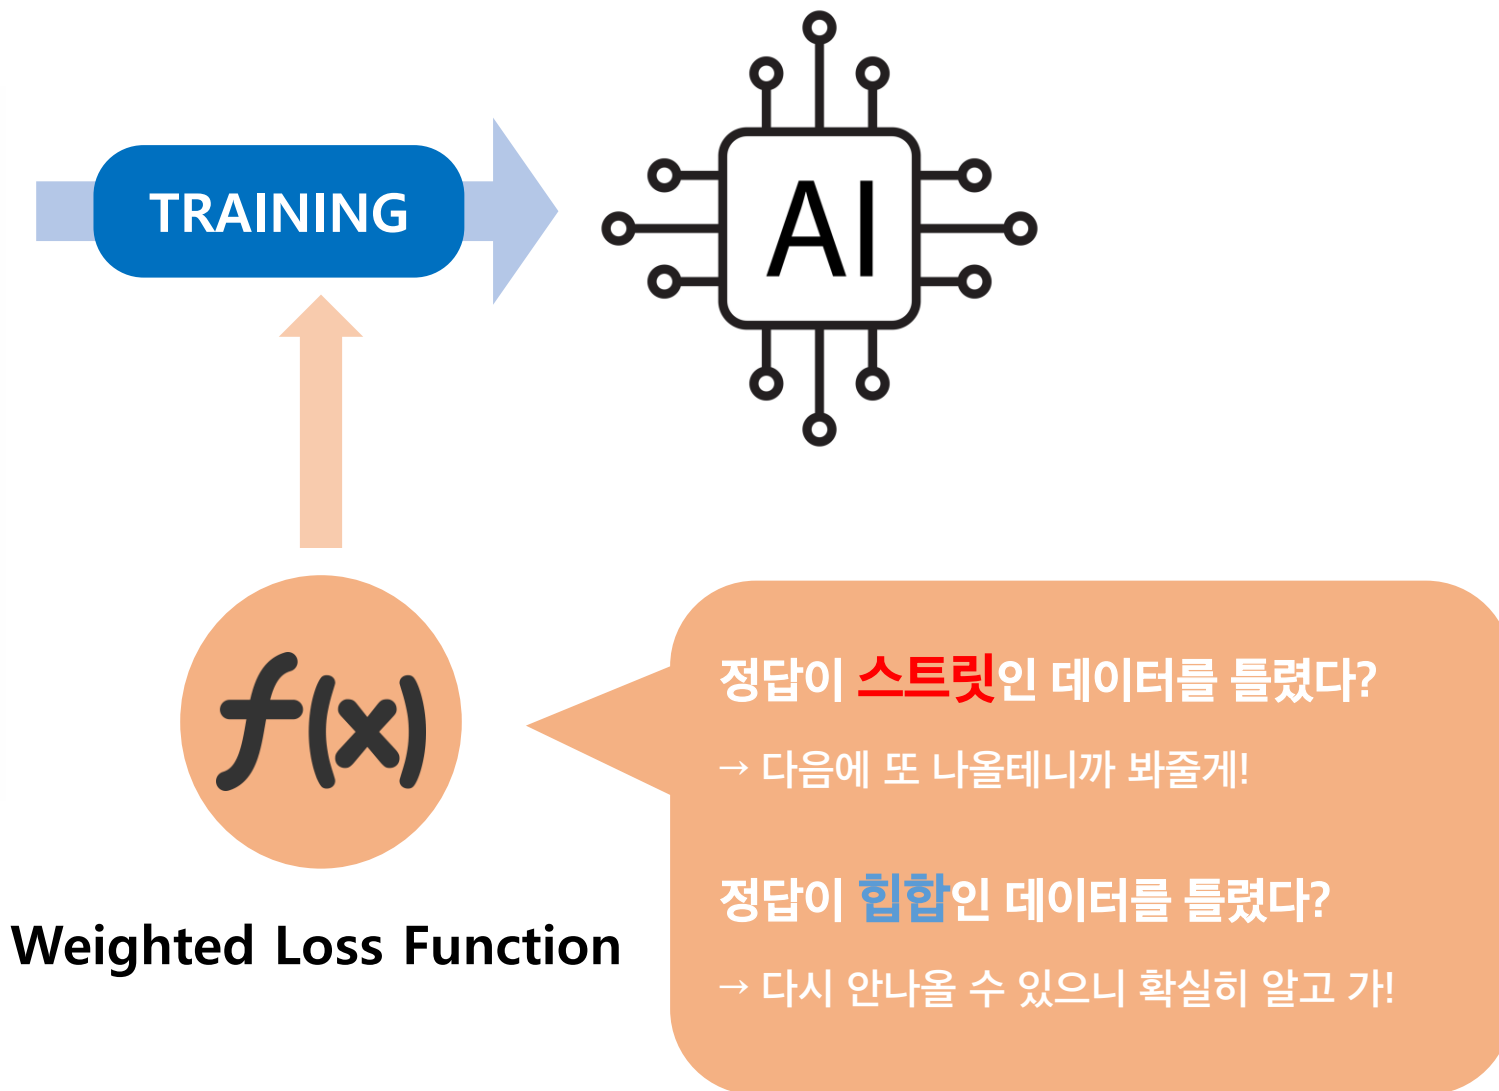 TRAINING
AI
f(x)
Weighted Loss Function
정답이 스트릿인 데이터를 틀렸다?
→ 다음에 또 나올테니까 봐줄게!
정답이 힙합인 데이터를 틀렸다?
→ 다시 안나올 수 있으니 확실히 알고 가!